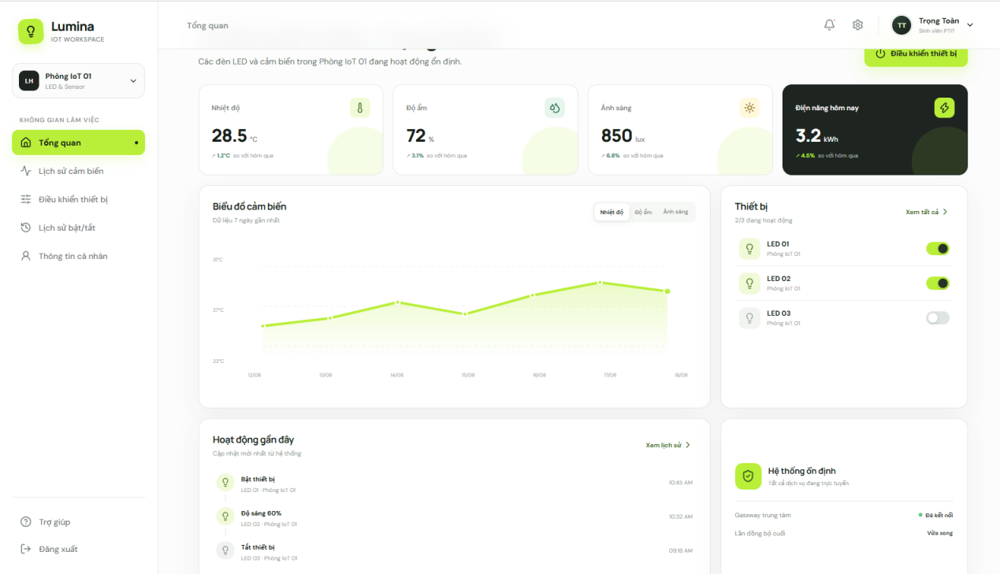 Lumina
IOT WORKSPACE
LH
Phòng IoT 01
LED & Sensor
KHÔNG GIAN LÀM VIỆC
Tổng quan
Lịch sử cảm biến
Điều khiển thiết bị
Lịch sử bật/tắt
Thông tin cá nhân
Trợ giúp
Đăng xuất
Tổng quan
TT
Trọng Toàn
Sinh viên PTIT
Các đèn LED và cảm biến trong Phòng IoT 01 đang hoạt động ổn định.
Điều khiển thiết bị
Nhiệt độ
28.5 °C
↗ 1.2°C so với hôm qua
Độ ẩm
72 %
↗ 3.1% so với hôm qua
Ánh sáng
850 lux
↗ 6.8% so với hôm qua
Điện năng hôm nay
3.2 kWh
↗ 4.5% so với hôm qua
Biểu đồ cảm biến
Dữ liệu 7 ngày gần nhất
Nhiệt độ Độ ẩm Ánh sáng
31°C
27°C
23°C
12/08 13/08 14/08 15/08 16/08 17/08 18/08
Thiết bị
2/3 đang hoạt động
Xem tất cả
LED 01
Phòng IoT 01
LED 02
Phòng IoT 01
LED 03
Phòng IoT 01
Hoạt động gần đây
Cập nhật mới nhất từ hệ thống
Xem lịch sử
Bật thiết bị
LED 01 · Phòng IoT 01
10:45 AM
Độ sáng 60%
LED 02 · Phòng IoT 01
10:32 AM
Tắt thiết bị
LED 03 · Phòng IoT 01
09:18 AM
Hệ thống ổn định
Tất cả dịch vụ đang trực tuyến
Gateway trung tâm
Đã kết nối
Lần đồng bộ cuối
Vừa xong